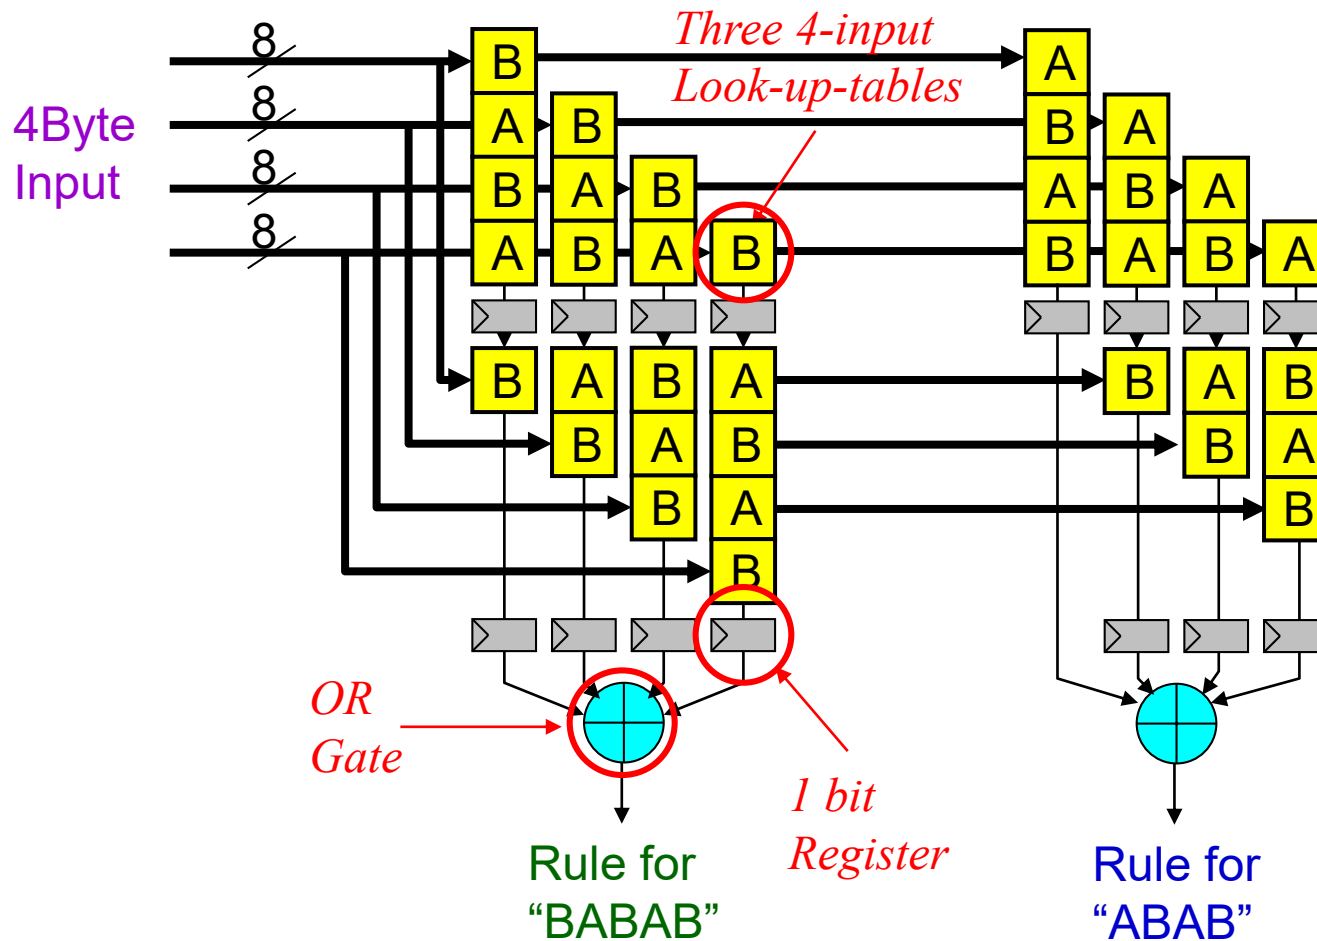 8
Three 4-input
Look-up-tables
B A
4Byte
Input
8
A B B A
8
B A B A B A
8
A B A B B A B A
B A B A B A B
B A B B A
B A B
B
OR
Gate
1 bit
Register
Rule for
“BABAB”
Rule for
“ABAB”